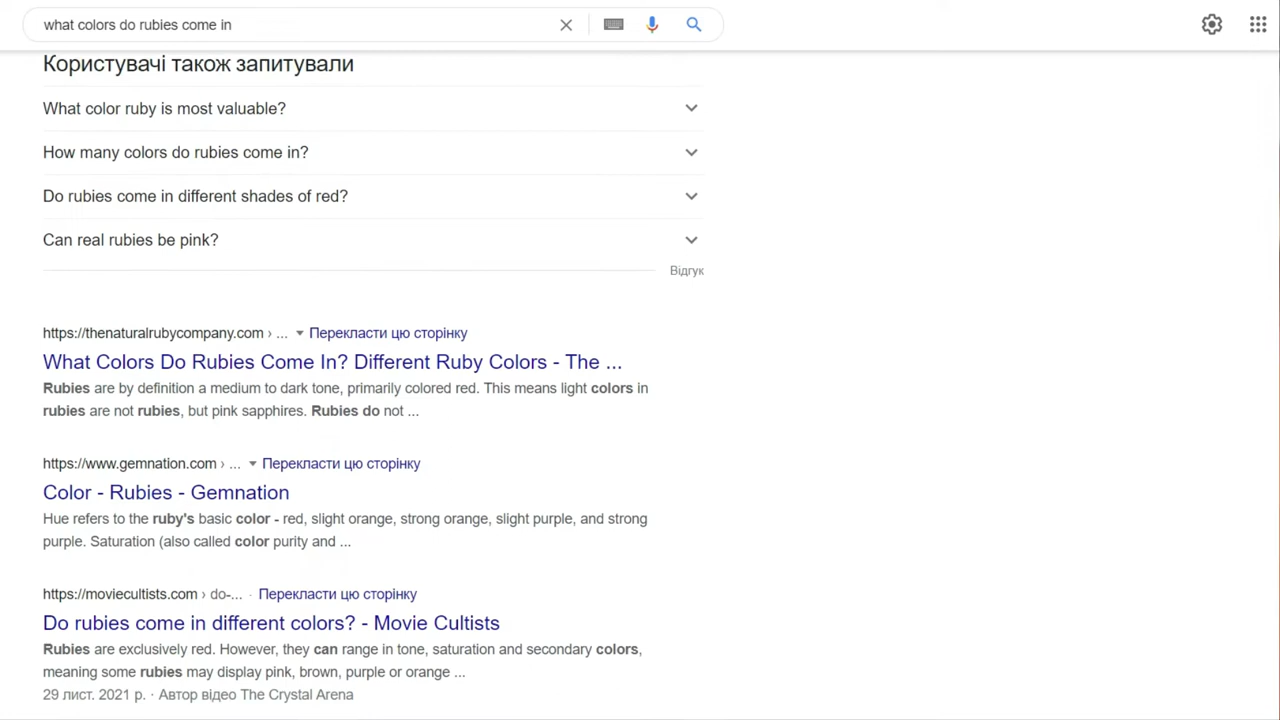 what colors do rubies come in
Користувачі також запитували
What color ruby is most valuable?
How many colors do rubies come in?
Do rubies come in different shades of red?
Can real rubies be pink?
Відгук
https://thenaturalrubycompany.com › ... Перекласти цю сторінку
What Colors Do Rubies Come In? Different Ruby Colors - The ...
Rubies are by definition a medium to dark tone, primarily colored red. This means light colors in
rubies are not rubies, but pink sapphires. Rubies do not ...
https://www.gemnation.com › ... Перекласти цю сторінку
Color - Rubies - Gemnation
Hue refers to the ruby's basic color - red, slight orange, strong orange, slight purple, and strong
purple. Saturation (also called color purity and ...
https://moviecultists.com › do-... · Перекласти цю сторінку
Do rubies come in different colors? - Movie Cultists
Rubies are exclusively red. However, they can range in tone, saturation and secondary colors,
meaning some rubies may display pink, brown, purple or orange ...
29 лист. 2021 р. · Автор відео The Crystal Arena